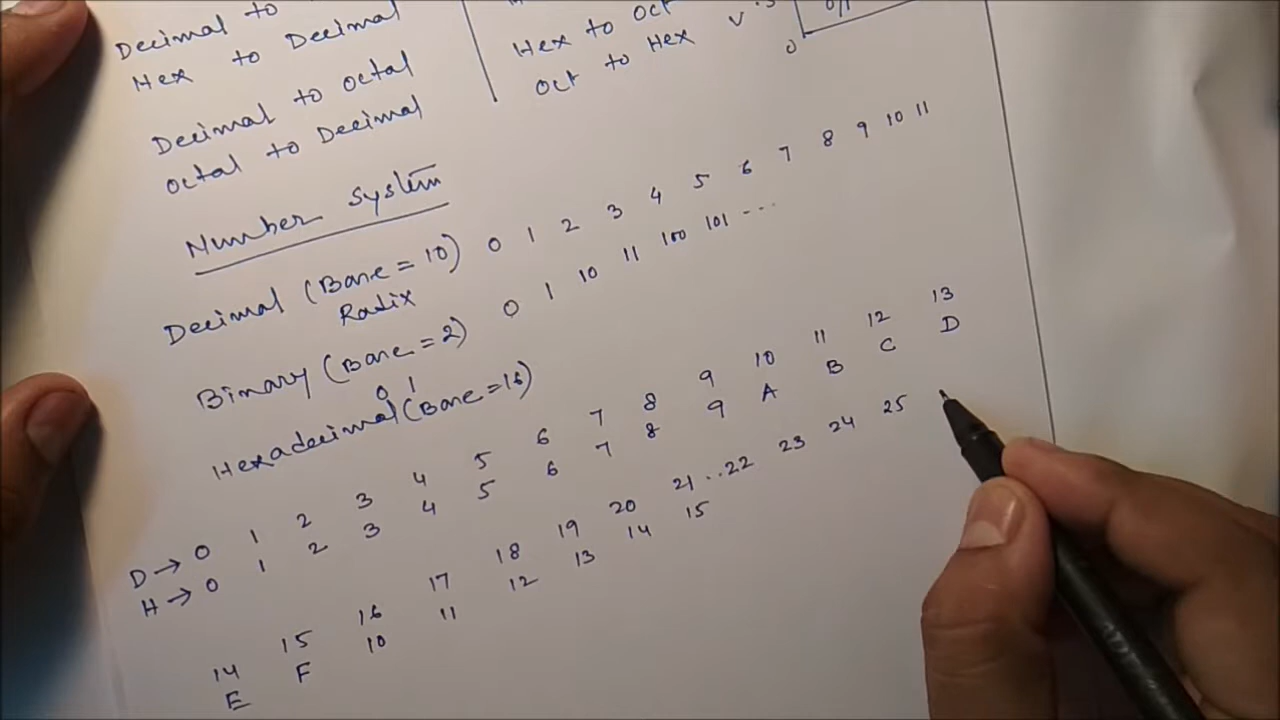 Decimal to
Hex to Decimal
Decimal to Octal
Octal to Decimal
Hex to Oct
Oct to Hex
Number System
Decimal (Base = 10) 0 1 2 3 4 5 6 7 8 9 10 11
Radix
Binary (Base = 2) 0 1 10 11 100 101 ---
0 1
Hexadecimal (Base = 16)
D → 0 1 2 3 4 5 6 7 8 9 10 11 12 13
H → 0 1 2 3 4 5 6 7 8 9 A B C D
14 15 16 17 18 19 20 21 .. 22 23 24 25
E F 10 11 12 13 14 15